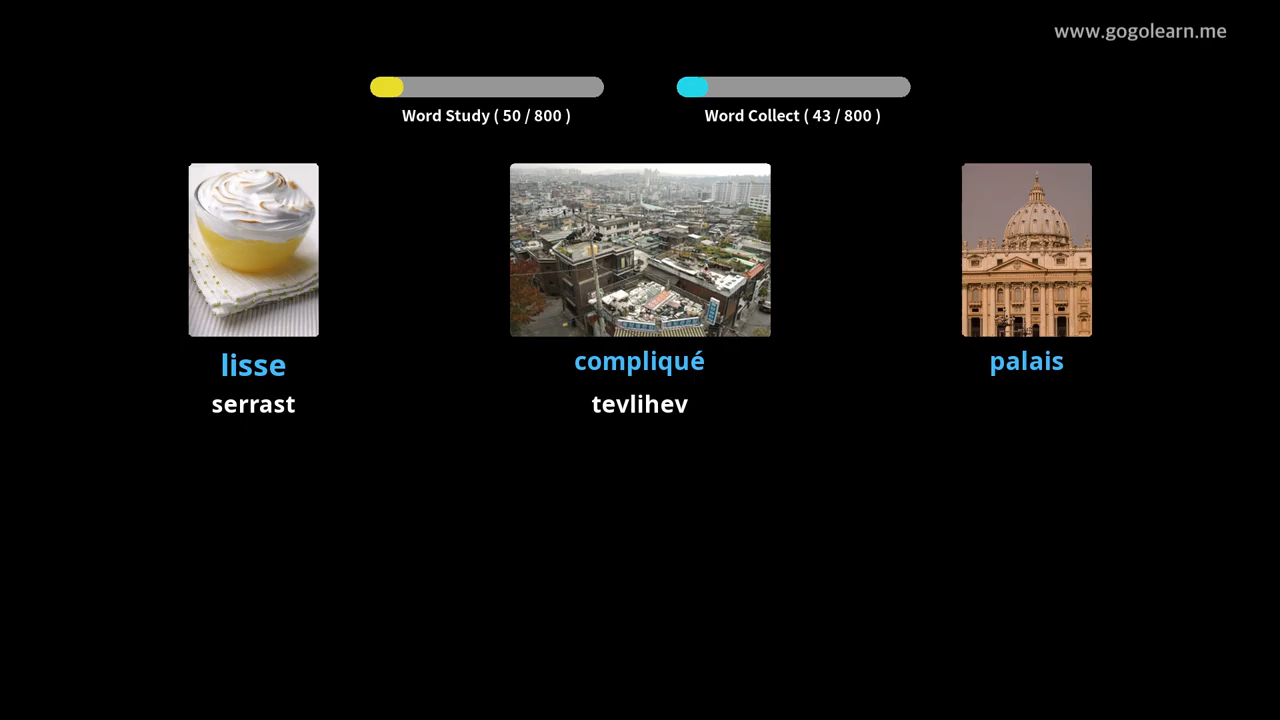 www.gogolearn.me
Word Study ( 50 / 800 )
Word Collect ( 43 / 800 )
lisse
serrast
compliqué
tevlihev
palais